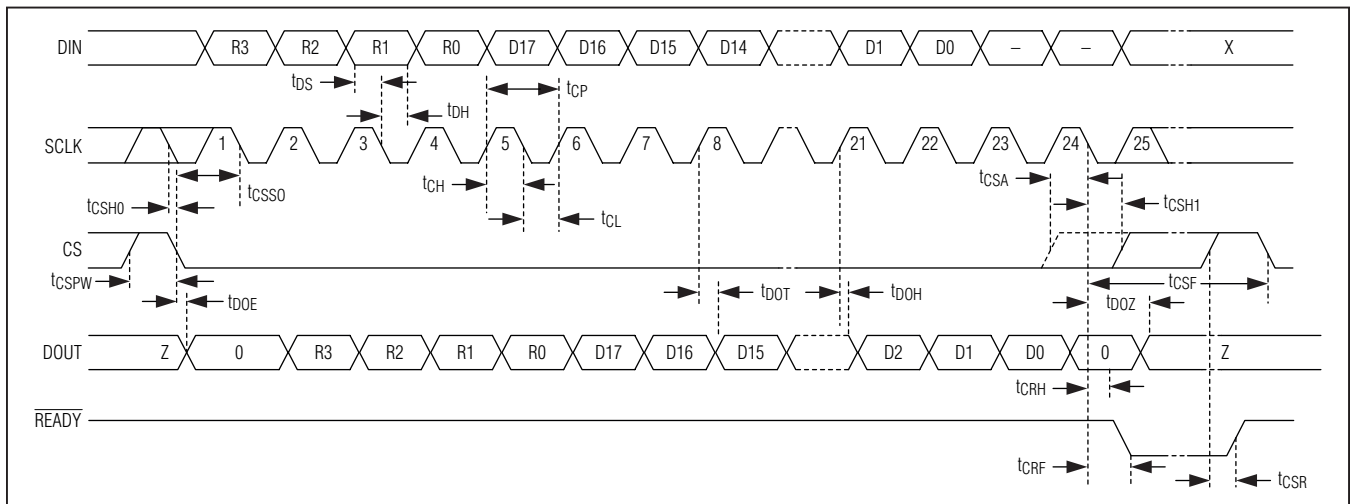 DIN R3 R2 R1 R0 D17 D16 D15 D14 D1 D0 – – X
tDS tDH tCP
SCLK 1 2 3 4 5 6 7 8 21 22 23 24 25
tCSH0 tCSSO tCH tCL tCSA tCSH1
CS
tCSPW tDOE tDOT tDOH tCSF tDOZ
DOUT Z 0 R3 R2 R1 R0 D17 D16 D15 D2 D1 D0 0 Z
tCRH
READY
tCRF tCSR